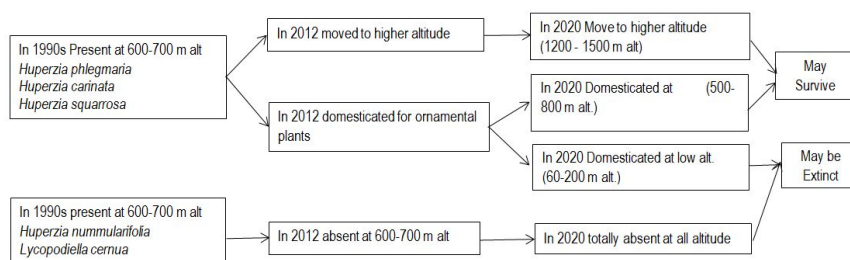 In 1990s Present at 600-700 m alt
Huperzia phlegmaria
Huperzia carinata
Huperzia squarrosa
In 2012 moved to higher altitude
In 2020 Move to higher altitude
(1200 - 1500 m alt)
In 2012 domesticated for ornamental
plants
In 2020 Domesticated at (500-
800 m alt.)
In 2020 Domesticated at low alt.
(60-200 m alt.)
May
Survive
May be
Extinct
In 1990s present at 600-700 m alt
Huperzia nummularifolia
Lycopodiella cernua
In 2012 absent at 600-700 m alt
In 2020 totally absent at all altitude